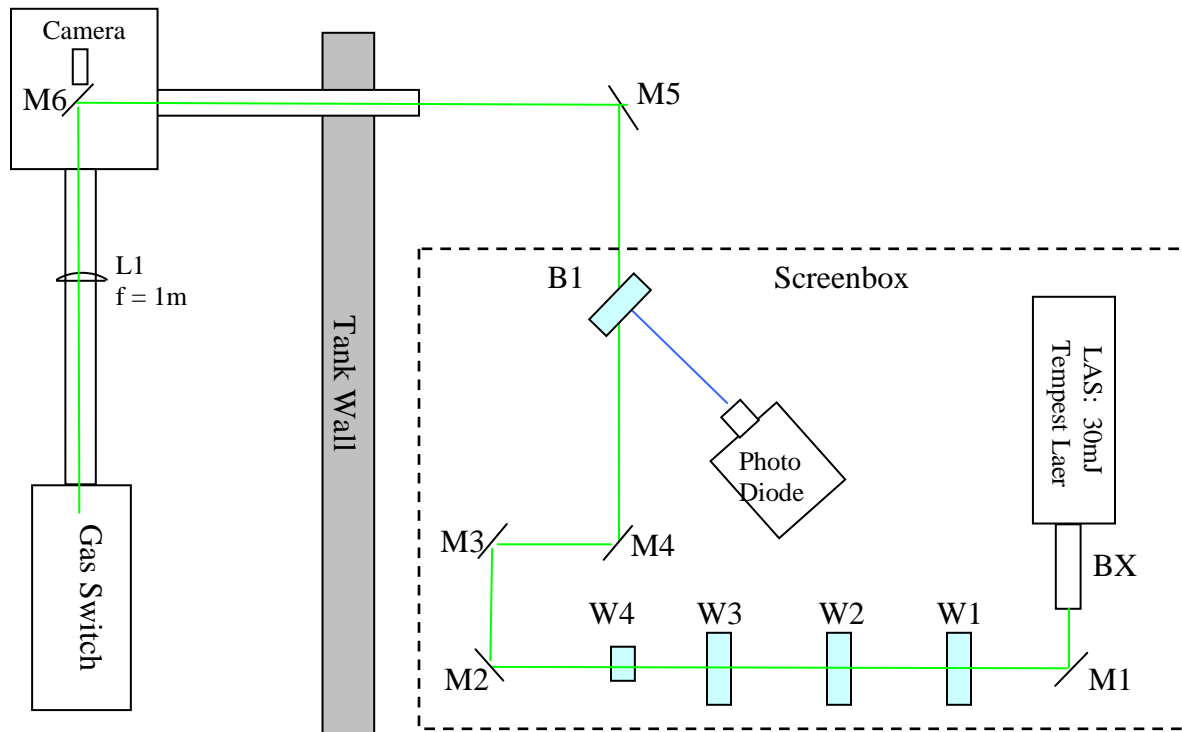 Camera
M6
M5
L1
f = 1m
B1
Screenbox
Tank Wall
LAS: 30mJ
Tempest Laer
Photo
Diode
Gas Switch
M3
M4
BX
W4
W3
W2
W1
M2
M1